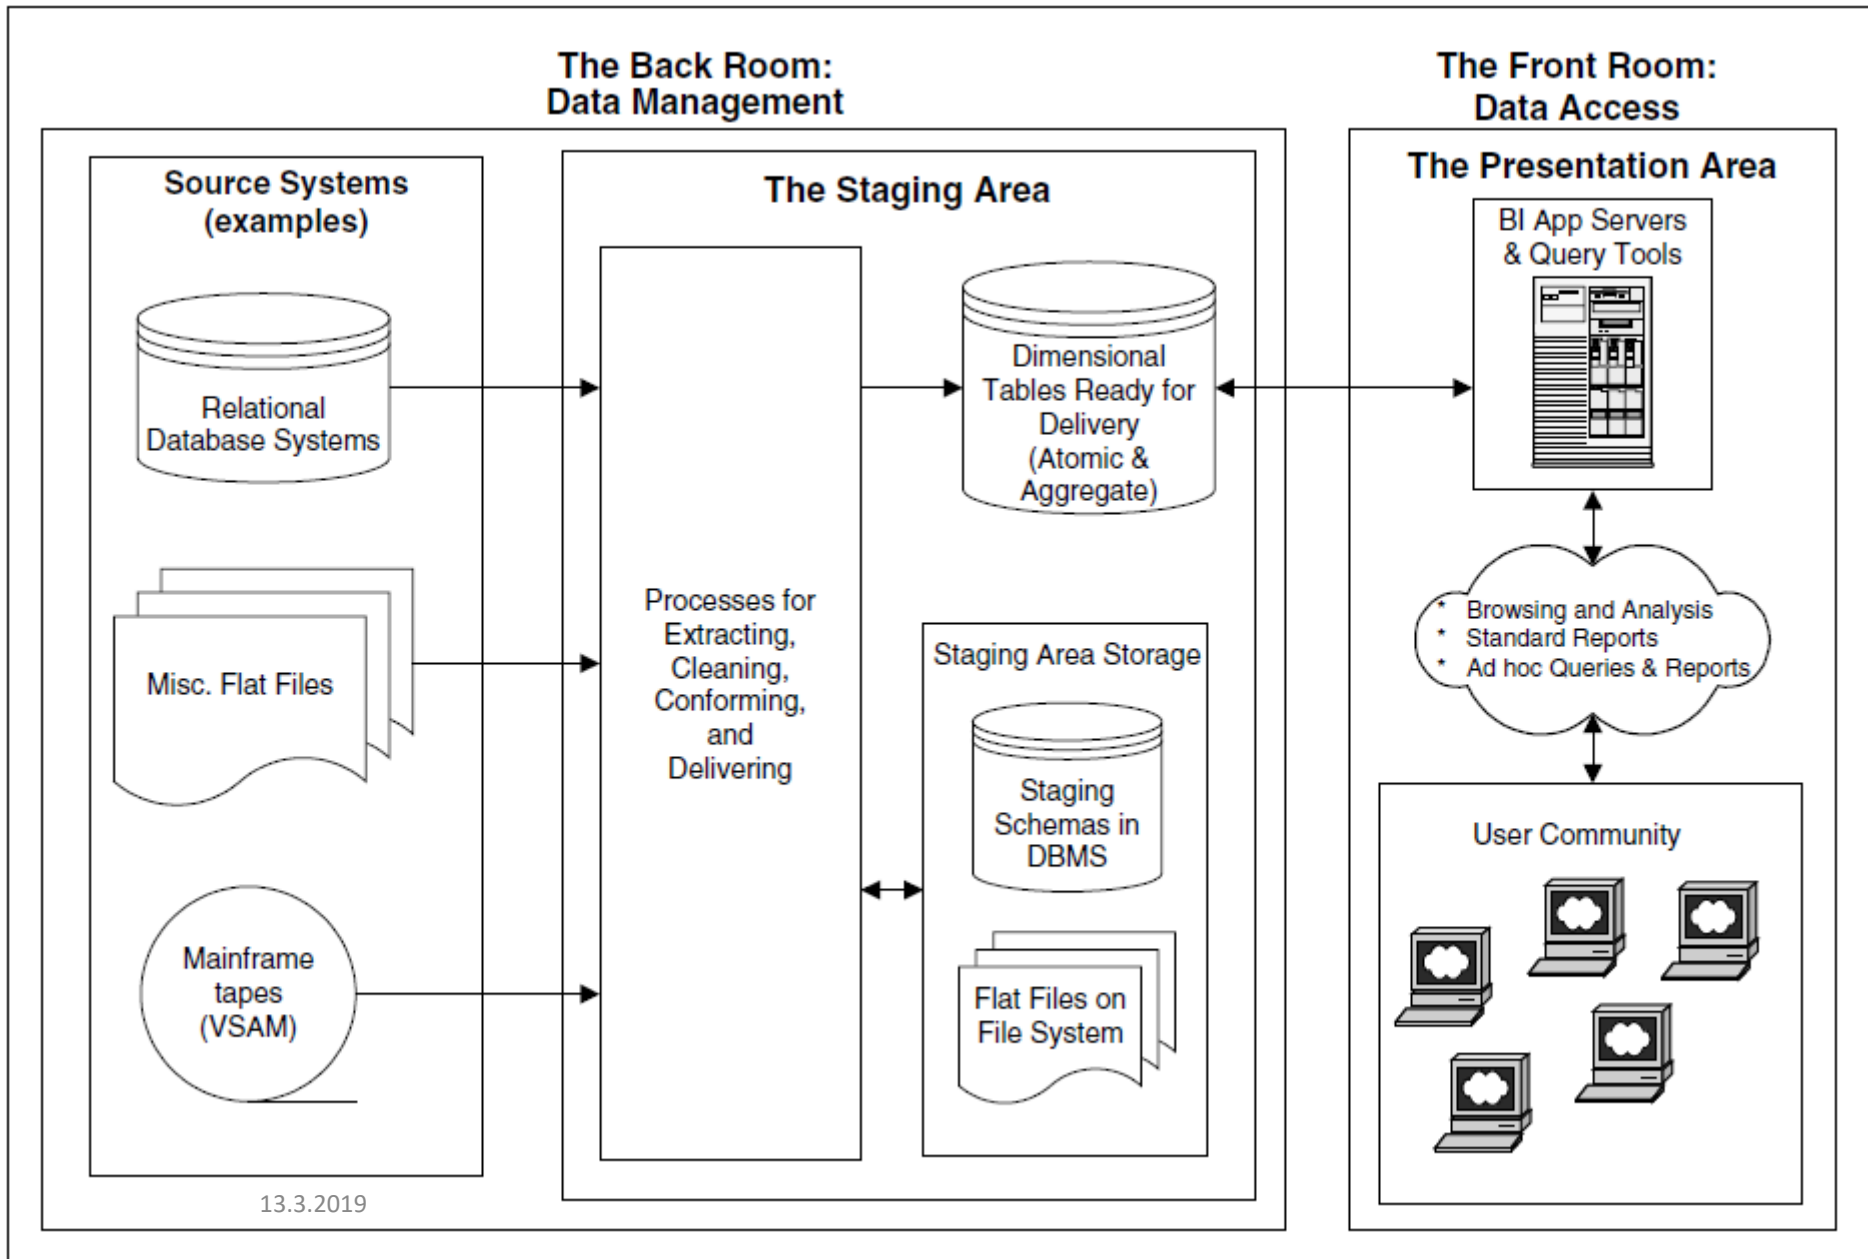 The Back Room:
Data Management
The Front Room:
Data Access
Source Systems
(examples)
Relational
Database Systems
Misc. Flat Files
Mainframe
tapes
(VSAM)
The Staging Area
Processes for
Extracting,
Cleaning,
Conforming,
and
Delivering
Dimensional
Tables Ready for
Delivery
(Atomic &
Aggregate)
Staging Area Storage
Staging
Schemas in
DBMS
Flat Files on
File System
The Presentation Area
BI App Servers
& Query Tools
* Browsing and Analysis
* Standard Reports
* Ad hoc Queries & Reports
User Community
13.3.2019